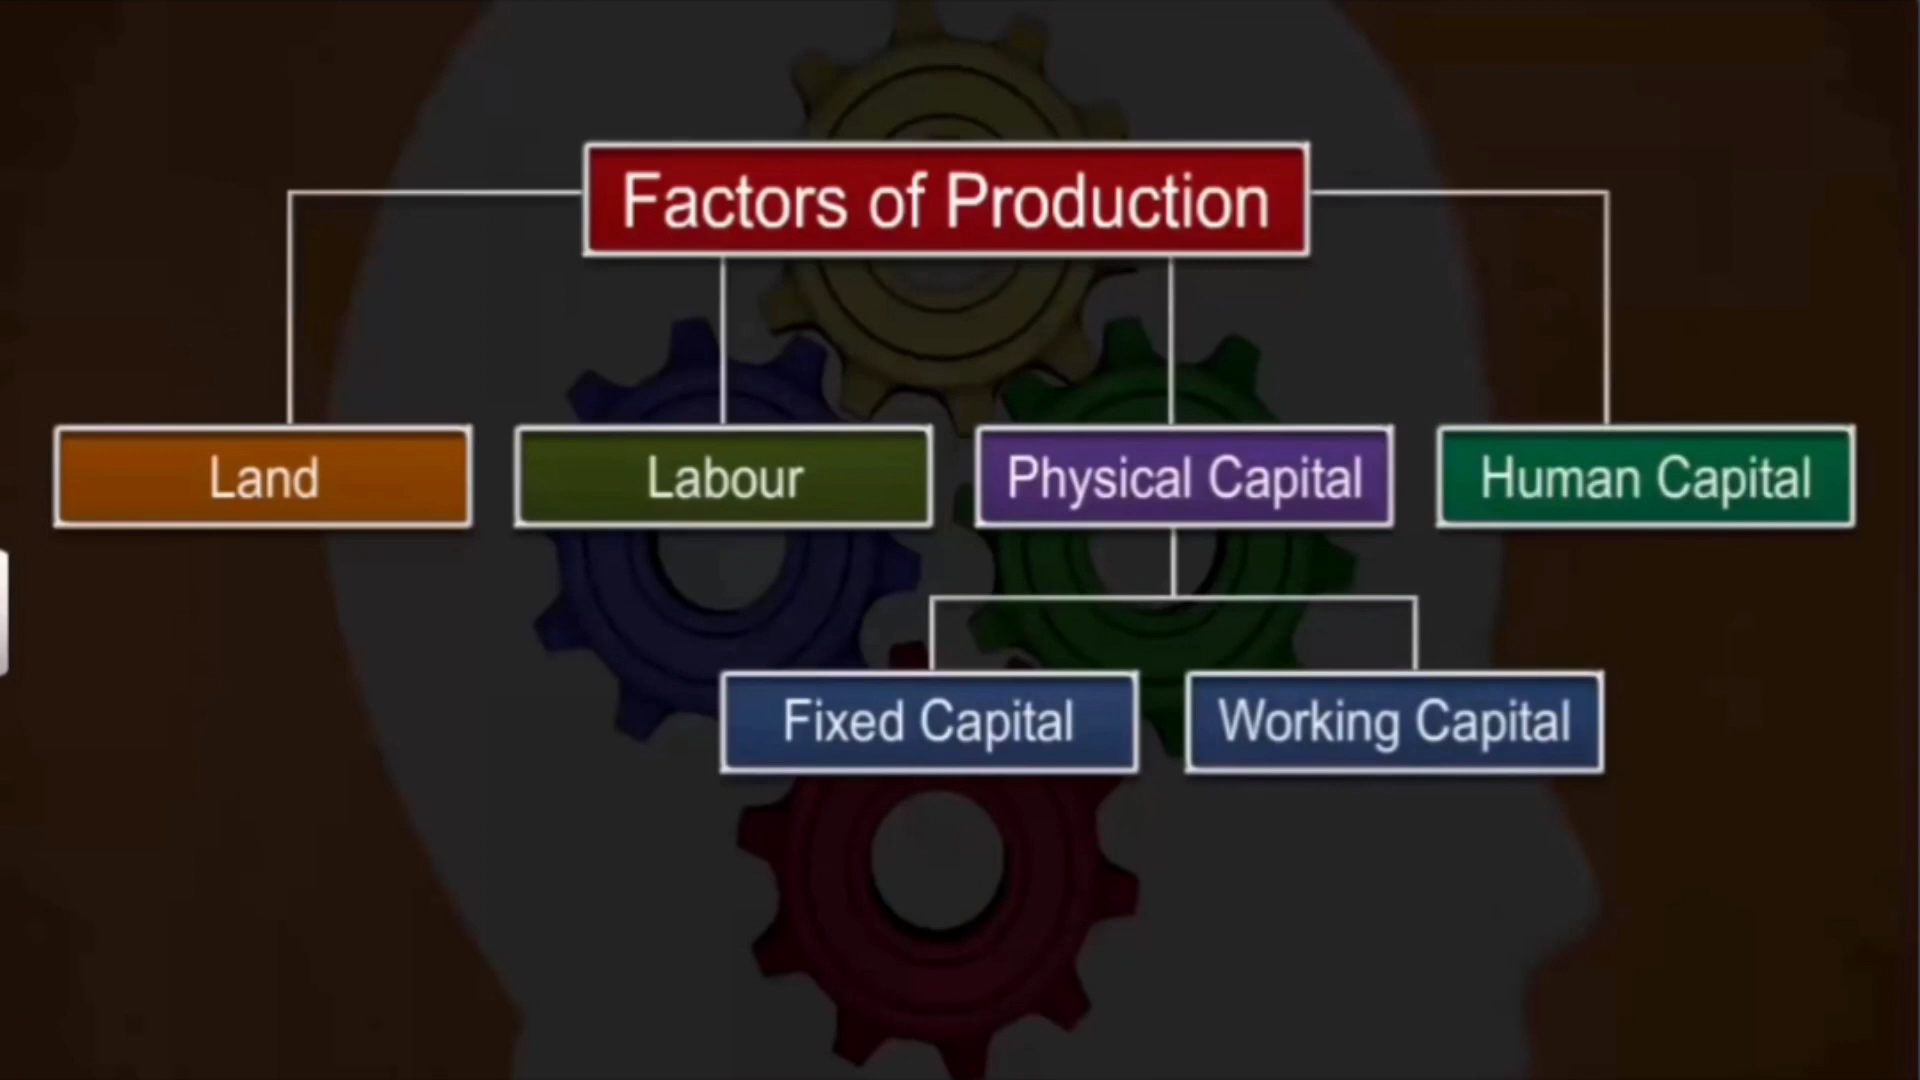 Factors of Production
Land
Labour
Physical Capital
Human Capital
Fixed Capital
Working Capital